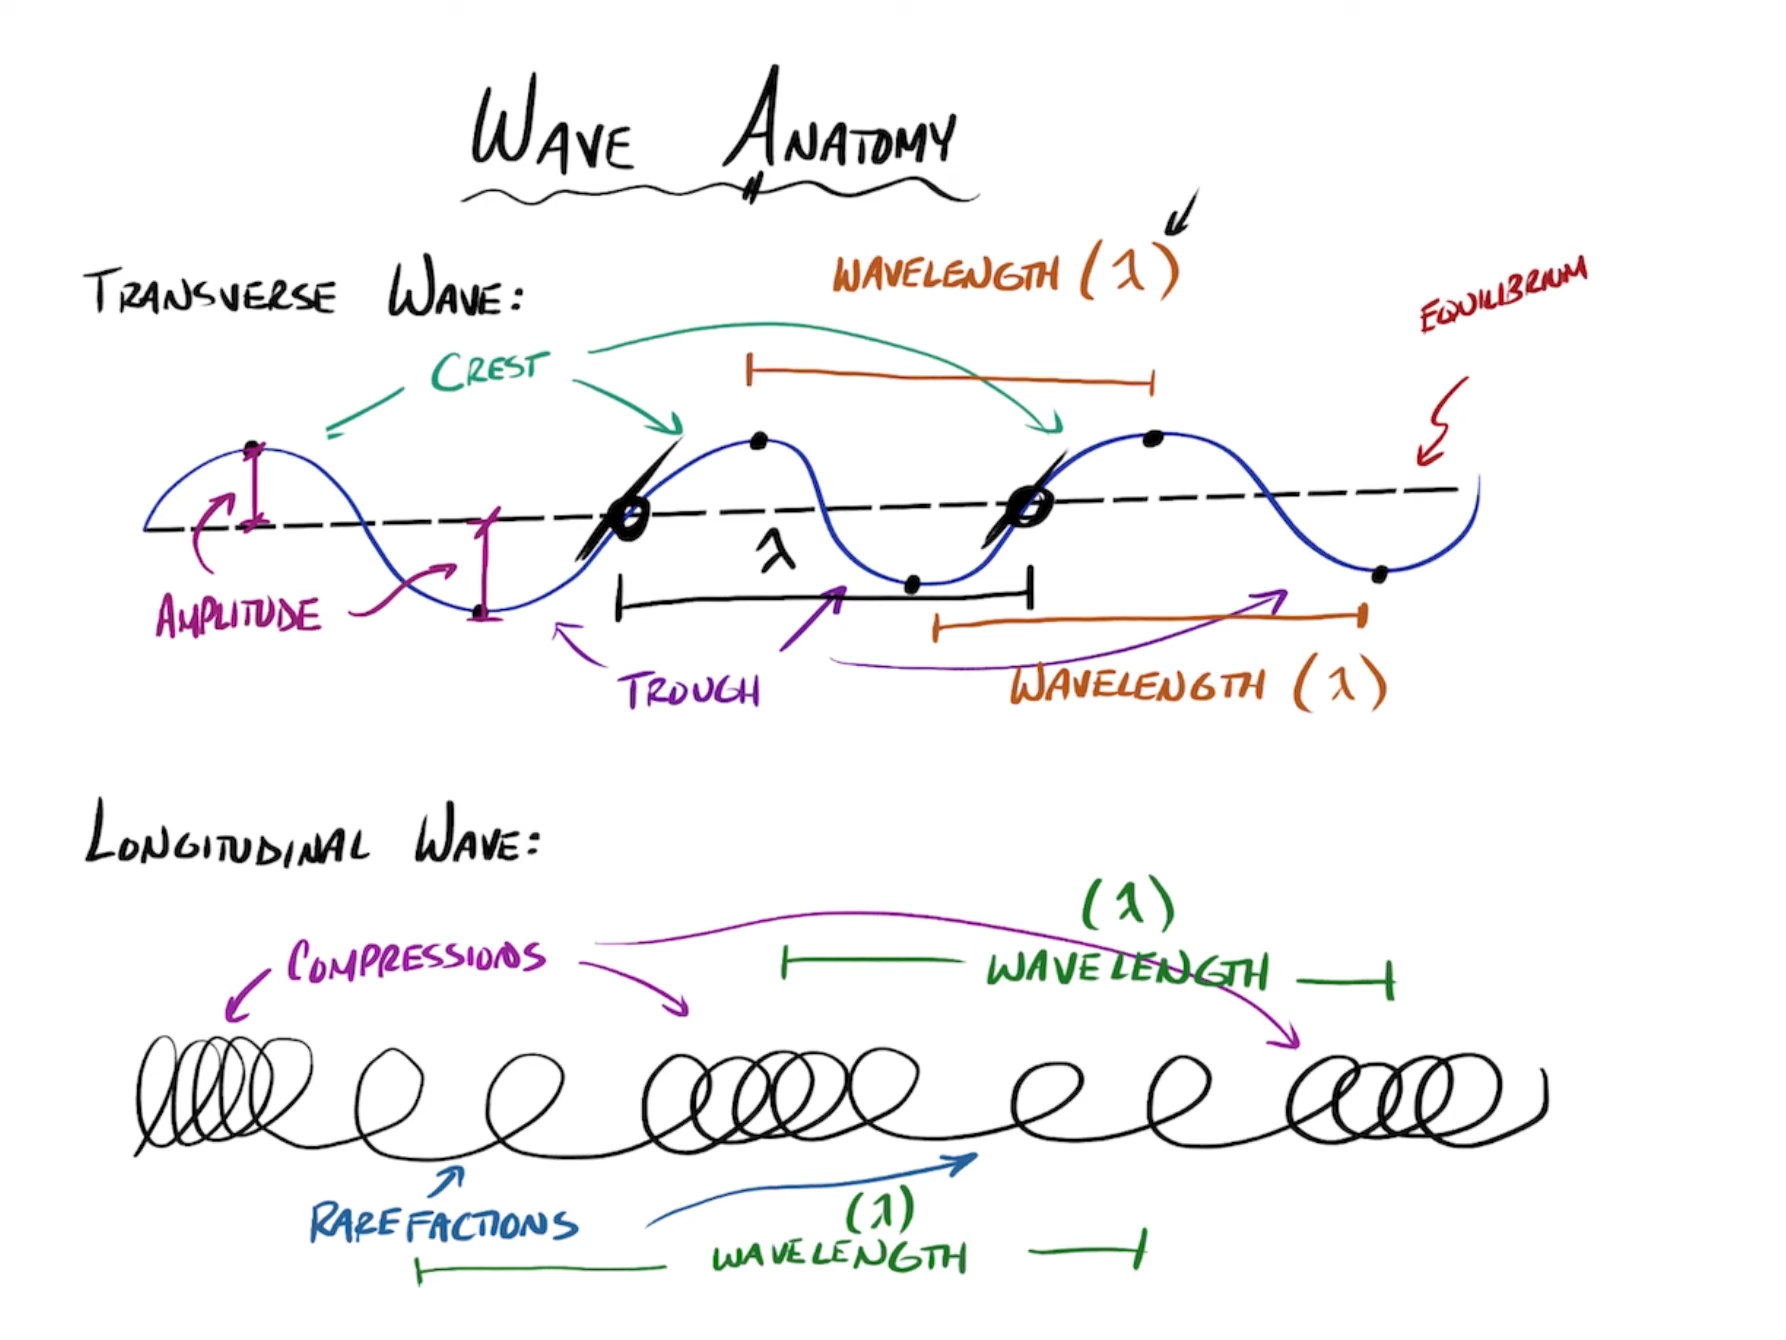 WAVE ANATOMY
WAVELENGTH (λ)
TRANSVERSE WAVE:
EQUILIBRIUM
CREST
λ
AMPLITUDE
TROUGH
WAVELENGTH (λ)
LONGITUDINAL WAVE:
(λ)
COMPRESSIONS
WAVELENGTH
RAREFACTIONS
(λ)
WAVELENGTH